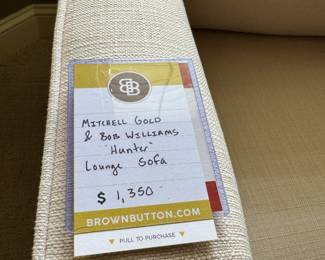 BB
MITCHELL GOLD
& BOB WILLIAMS
"HUNTER"
LOUNGE SOFA
$ 1,350
BROWNBUTTON.COM
PULL TO PURCHASE